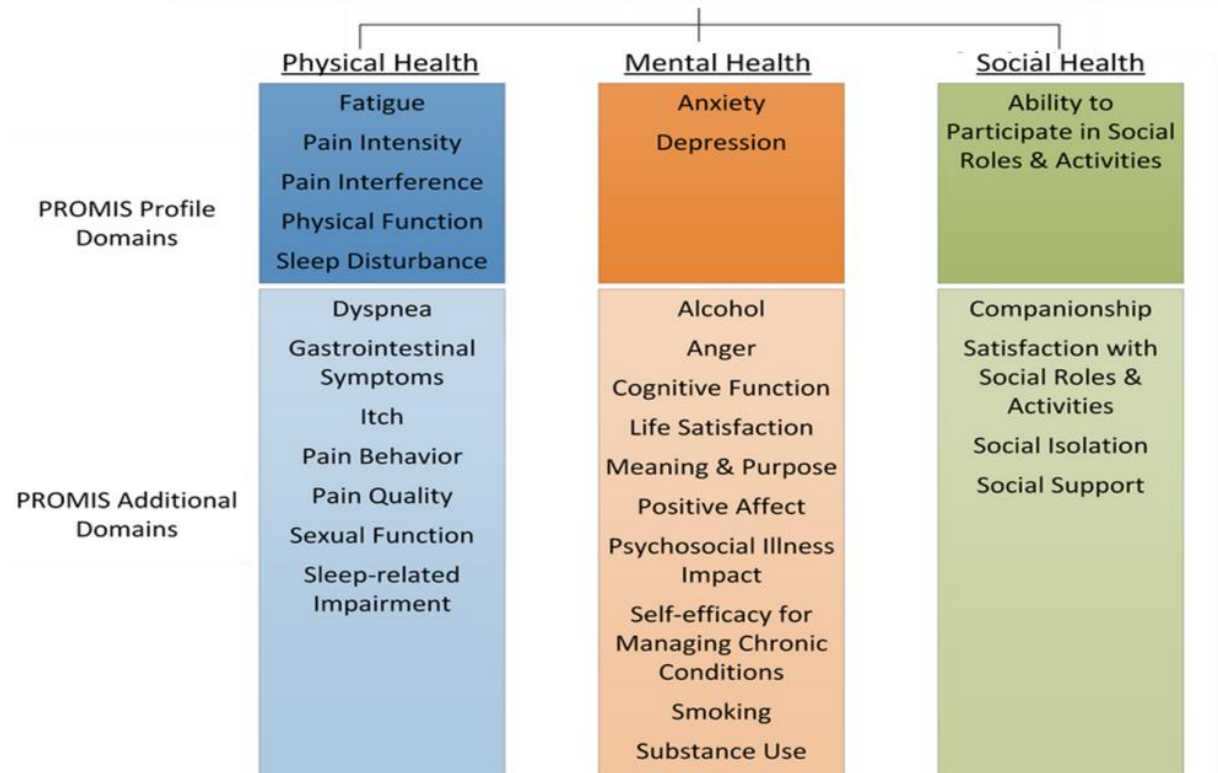 Physical Health
Mental Health
Social Health
PROMIS Profile
Domains
Fatigue
Pain Intensity
Pain Interference
Physical Function
Sleep Disturbance
Anxiety
Depression
Ability to
Participate in Social
Roles & Activities
PROMIS Additional
Domains
Dyspnea
Gastrointestinal
Symptoms
Itch
Pain Behavior
Pain Quality
Sexual Function
Sleep-related
Impairment
Alcohol
Anger
Cognitive Function
Life Satisfaction
Meaning & Purpose
Positive Affect
Psychosocial Illness
Impact
Self-efficacy for
Managing Chronic
Conditions
Smoking
Substance Use
Companionship
Satisfaction with
Social Roles &
Activities
Social Isolation
Social Support